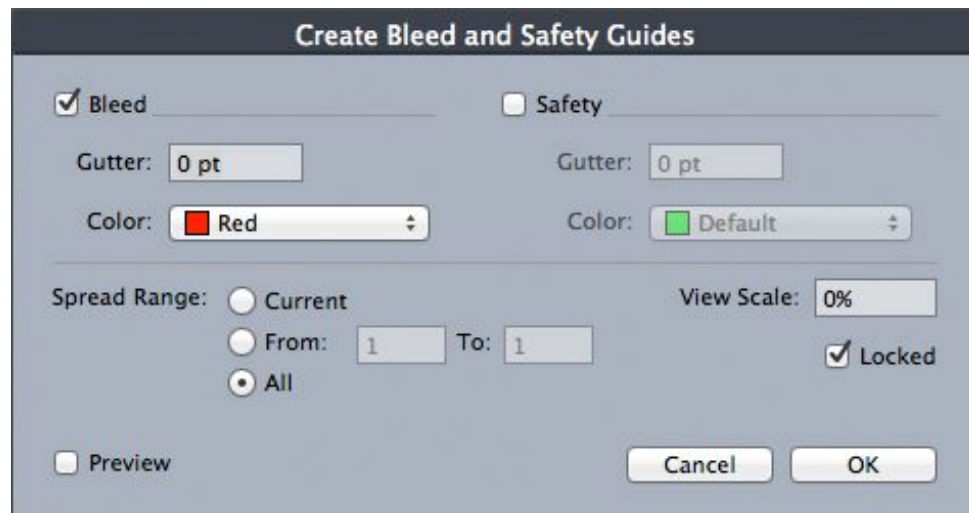 Create Bleed and Safety Guides
Bleed
Safety
Gutter: 0 pt
Gutter: 0 pt
Color: Red
Color: Default
Spread Range: Current
View Scale: 0%
From: 1 To: 1
Locked
All
Preview
Cancel
OK